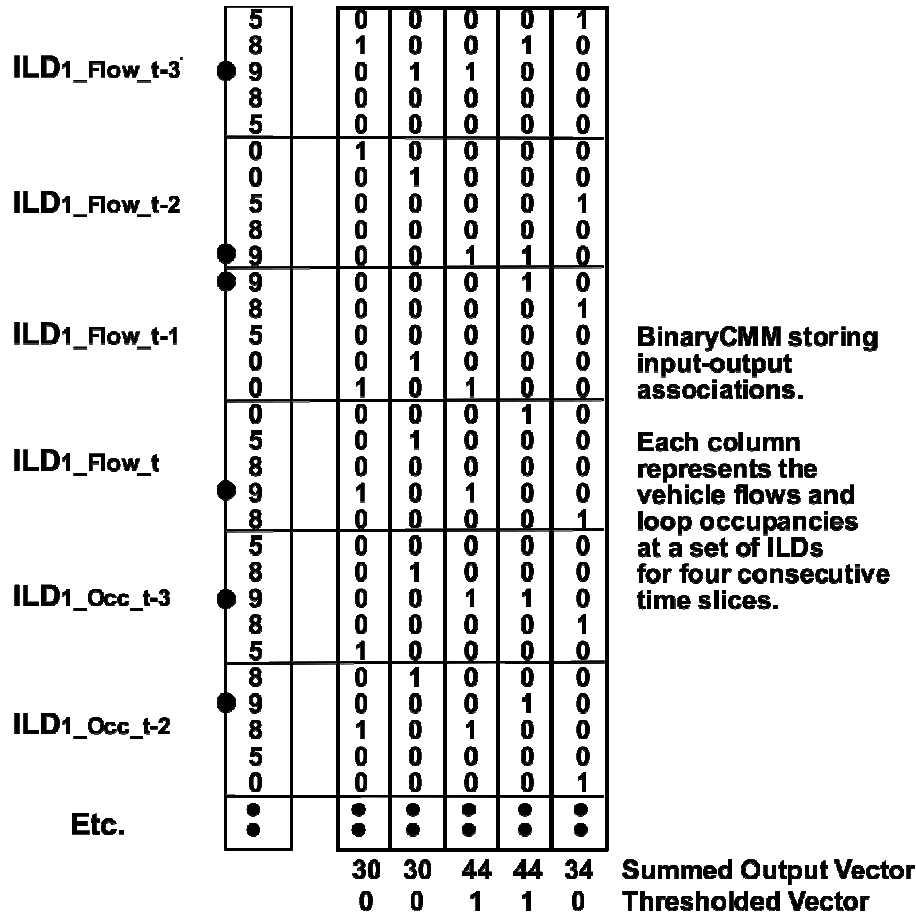 5 0 0 0 0 1
8 1 0 0 1 0
ILD1_Flow_t-3 9 0 1 1 0 0
8 0 0 0 0 0
5 0 0 0 0 0
0 1 0 0 0 0
0 0 1 0 0 0
ILD1_Flow_t-2 5 0 0 0 0 1
8 0 0 0 0 0
9 0 0 1 1 0
9 0 0 0 1 0
8 0 0 0 0 1
ILD1_Flow_t-1 5 0 0 0 0 0
0 0 1 0 0 0
0 1 0 1 0 0
0 0 0 0 1 0
5 0 1 0 0 0
ILD1_Flow_t 8 0 0 0 0 0
9 1 0 1 0 0
8 0 0 0 0 1
5 0 0 0 0 0
8 0 1 0 0 0
ILD1_Occ_t-3 9 0 0 1 1 0
8 0 0 0 0 1
5 1 0 0 0 0
8 0 1 0 0 0
9 0 0 0 1 0
ILD1_Occ_t-2 8 1 0 1 0 0
5 0 0 0 0 0
0 0 0 0 0 1
Etc.
30 30 44 44 34 Summed Output Vector
0 0 1 1 0 Thresholded Vector
BinaryCMM storing
input-output
associations.
Each column
represents the
vehicle flows and
loop occupancies
at a set of ILDs
for four consecutive
time slices.